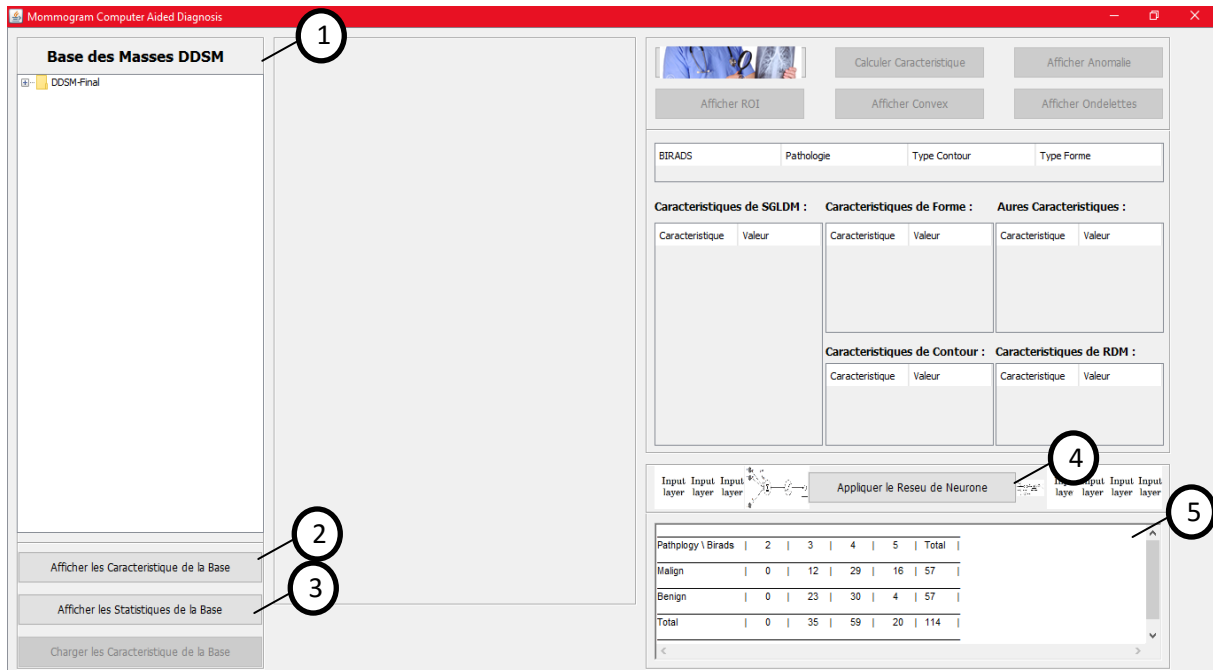 Mommogram Computer Aided Diagnosis
1
Base des Masses DDSM
DDSM-Final
2
Afficher les Caracteristique de la Base
3
Afficher les Statistiques de la Base
Charger les Caracteristique de la Base
Calculer Caracteristique
Afficher Anomalie
Afficher ROI
Afficher Convex
Afficher Ondelettes
BIRADS Pathologie Type Contour Type Forme
Caracteristiques de SGLDM : Caracteristiques de Forme : Aures Caracteristiques :
Caracteristique Valeur Caracteristique Valeur Caracteristique Valeur
Caracteristiques de Contour : Caracteristiques de RDM :
Caracteristique Valeur Caracteristique Valeur
4
Input Input Input
layer layer layer
Appliquer le Reseu de Neurone
Input Input
laye layer layer layer
5
Pathplogy \ Birads | 2 | 3 | 4 | 5 | Total |
Malign | 0 | 12 | 29 | 16 | 57 |
Benign | 0 | 23 | 30 | 4 | 57 |
Total | 0 | 35 | 59 | 20 | 114 |